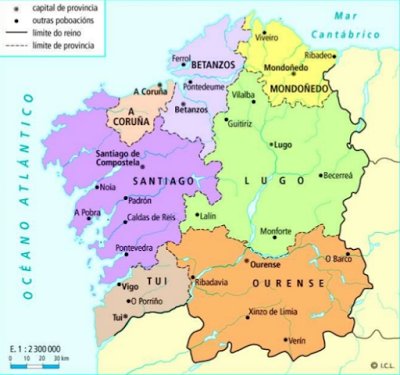 capital de provincia
outras poboacións
límite do reino
límite de provincia
Mar
Cantábrico
OCÉANO ATLÁNTICO
Viveiro
Ribadeo
Ferrol
BETANZOS
Mondoñedo
MONDOÑEDO
Pontedeume
A Coruña
Vilalba
A
CORUÑA
Betanzos
Guitiriz
Lugo
Santiago de
Compostela
SANTIAGO
LUGO
Becerreá
Noia
Padrón
A Pobra
Caldas de Reis
Lalín
Monforte
Pontevedra
O Barco
Ourense
TUI
Ribadavia
OURENSE
Vigo
O Porriño
Tui
Xinzo de Limia
Verín
E. 1 : 2 300 000
0 10 20 30 km
© I.C.L.